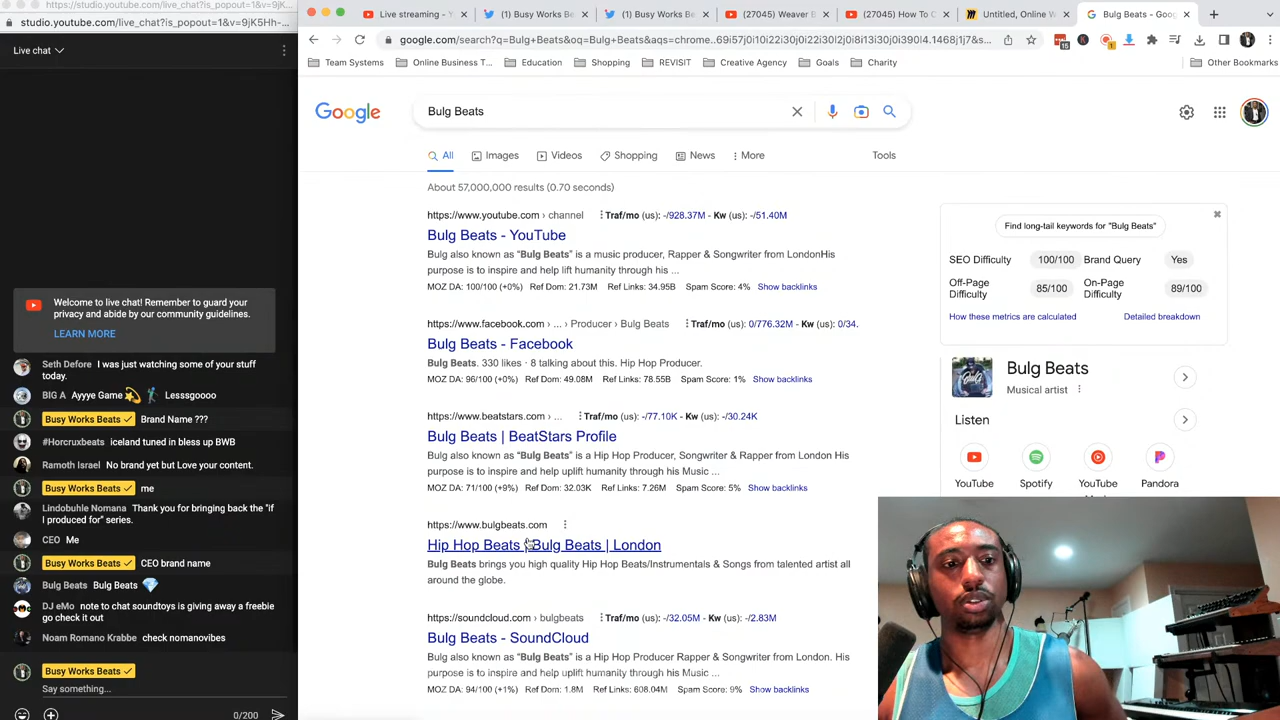 https://studio.youtube.com/live_chat?is_popout=1&v=9jK5Hh-
studio.youtube.com/live_chat?is_popout=1&v=9jK5Hh-...
Live chat
Welcome to live chat! Remember to guard your
privacy and abide by our community guidelines.
LEARN MORE
Seth Defore I was just watching some of your stuff
today.
BIG A Ayyye Game Lesssgoooo
Busy Works Beats Brand Name ???
#Horcruxbeats iceland tuned in bless up BWB
Ramoth Israel No brand yet but Love your content.
Busy Works Beats me
Lindobuhle Nomana Thank you for bringing back the "if
I produced for" series.
CEO Me
Busy Works Beats CEO brand name
Bulg Beats Bulg Beats
DJ eMo note to chat soundtoys is giving away a freebie
go check it out
Noam Romano Krabbe check nomanovibes
Busy Works Beats
Say something...
0/200
Live streaming - Y
(1) Busy Works Be
(1) Busy Works Be
(27045) Weaver B
(27045) How To C
Untitled, Online W
Bulg Beats - Goog
google.com/search?q=Bulg+Beats&oq=Bulg+Beats&aqs=chrome..69i57j0i10i22i30j0i22i30l2j0i8i13i30j0i390l4.1468j1j7&s...
15
1
Team Systems
Online Business T...
Education
Shopping
REVISIT
Creative Agency
Goals
Charity
Other Bookmarks
Google
Bulg Beats
All
Images
Videos
Shopping
News
More
Tools
About 57,000,000 results (0.70 seconds)
https://www.youtube.com › channel Traf/mo (us): -/928.37M - Kw (us): -/51.40M
Bulg Beats - YouTube
Bulg also known as "Bulg Beats" is a music producer, Rapper & Songwriter from LondonHis
purpose is to inspire and help lift humanity through his ...
MOZ DA: 100/100 (+0%) Ref Dom: 21.73M Ref Links: 34.95B Spam Score: 4% Show backlinks
https://www.facebook.com › ... › Producer › Bulg Beats Traf/mo (us): 0/776.32M - Kw (us): 0/34.
Bulg Beats - Facebook
Bulg Beats. 330 likes · 8 talking about this. Hip Hop Producer.
MOZ DA: 96/100 (+0%) Ref Dom: 49.08M Ref Links: 78.55B Spam Score: 1% Show backlinks
https://www.beatstars.com › ... Traf/mo (us): -/77.10K - Kw (us): -/30.24K
Bulg Beats | BeatStars Profile
Bulg also known as "Bulg Beats" is a Hip Hop Producer, Songwriter & Rapper from London. His
purpose is to inspire and help uplift humanity through his Music ...
MOZ DA: 71/100 (+9%) Ref Dom: 32.03K Ref Links: 7.26M Spam Score: 5% Show backlinks
https://www.bulgbeats.com
Hip Hop Beats | Bulg Beats | London
Bulg Beats brings you high quality Hip Hop Beats/Instrumentals & Songs from talented artist all
around the globe.
https://soundcloud.com › bulgbeats Traf/mo (us): -/32.05M - Kw (us): -/2.83M
Bulg Beats - SoundCloud
Bulg also known as "Bulg Beats" is a Hip Hop Producer Rapper & Songwriter from London. His
purpose is to inspire and help uplift humanity through his Music ...
MOZ DA: 94/100 (+1%) Ref Dom: 1.8M Ref Links: 608.04M Spam Score: 9% Show backlinks
Find long-tail keywords for "Bulg Beats"
SEO Difficulty 100/100 Brand Query Yes
Off-Page
Difficulty 85/100 On-Page
Difficulty 89/100
How these metrics are calculated Detailed breakdown
Bulg Beats
Musical artist
Listen
YouTube Spotify YouTube Pandora